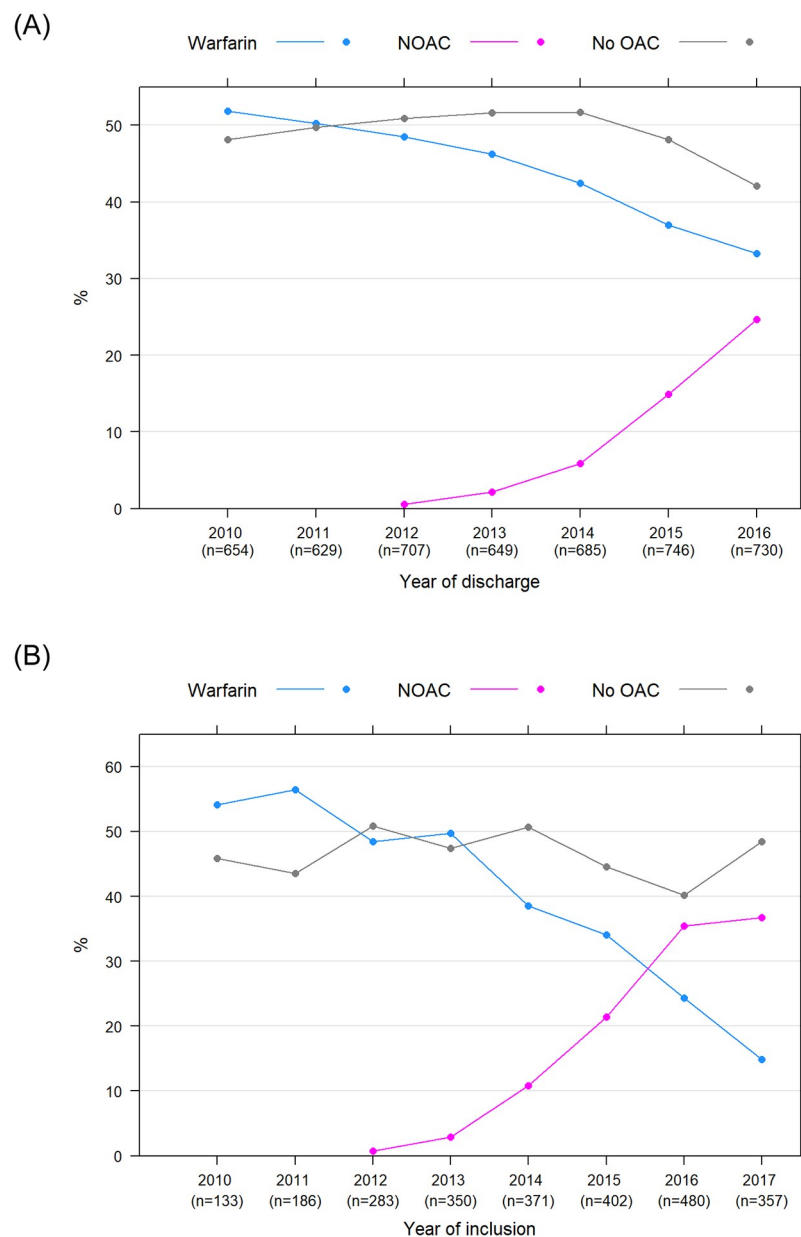 (A)
Warfarin NOAC No OAC
50
40
30
20
10
0
%
2010 2011 2012 2013 2014 2015 2016
(n=654) (n=629) (n=707) (n=649) (n=685) (n=746) (n=730)
Year of discharge
(B)
Warfarin NOAC No OAC
60
50
40
30
20
10
0
%
2010 2011 2012 2013 2014 2015 2016 2017
(n=133) (n=186) (n=283) (n=350) (n=371) (n=402) (n=480) (n=357)
Year of inclusion